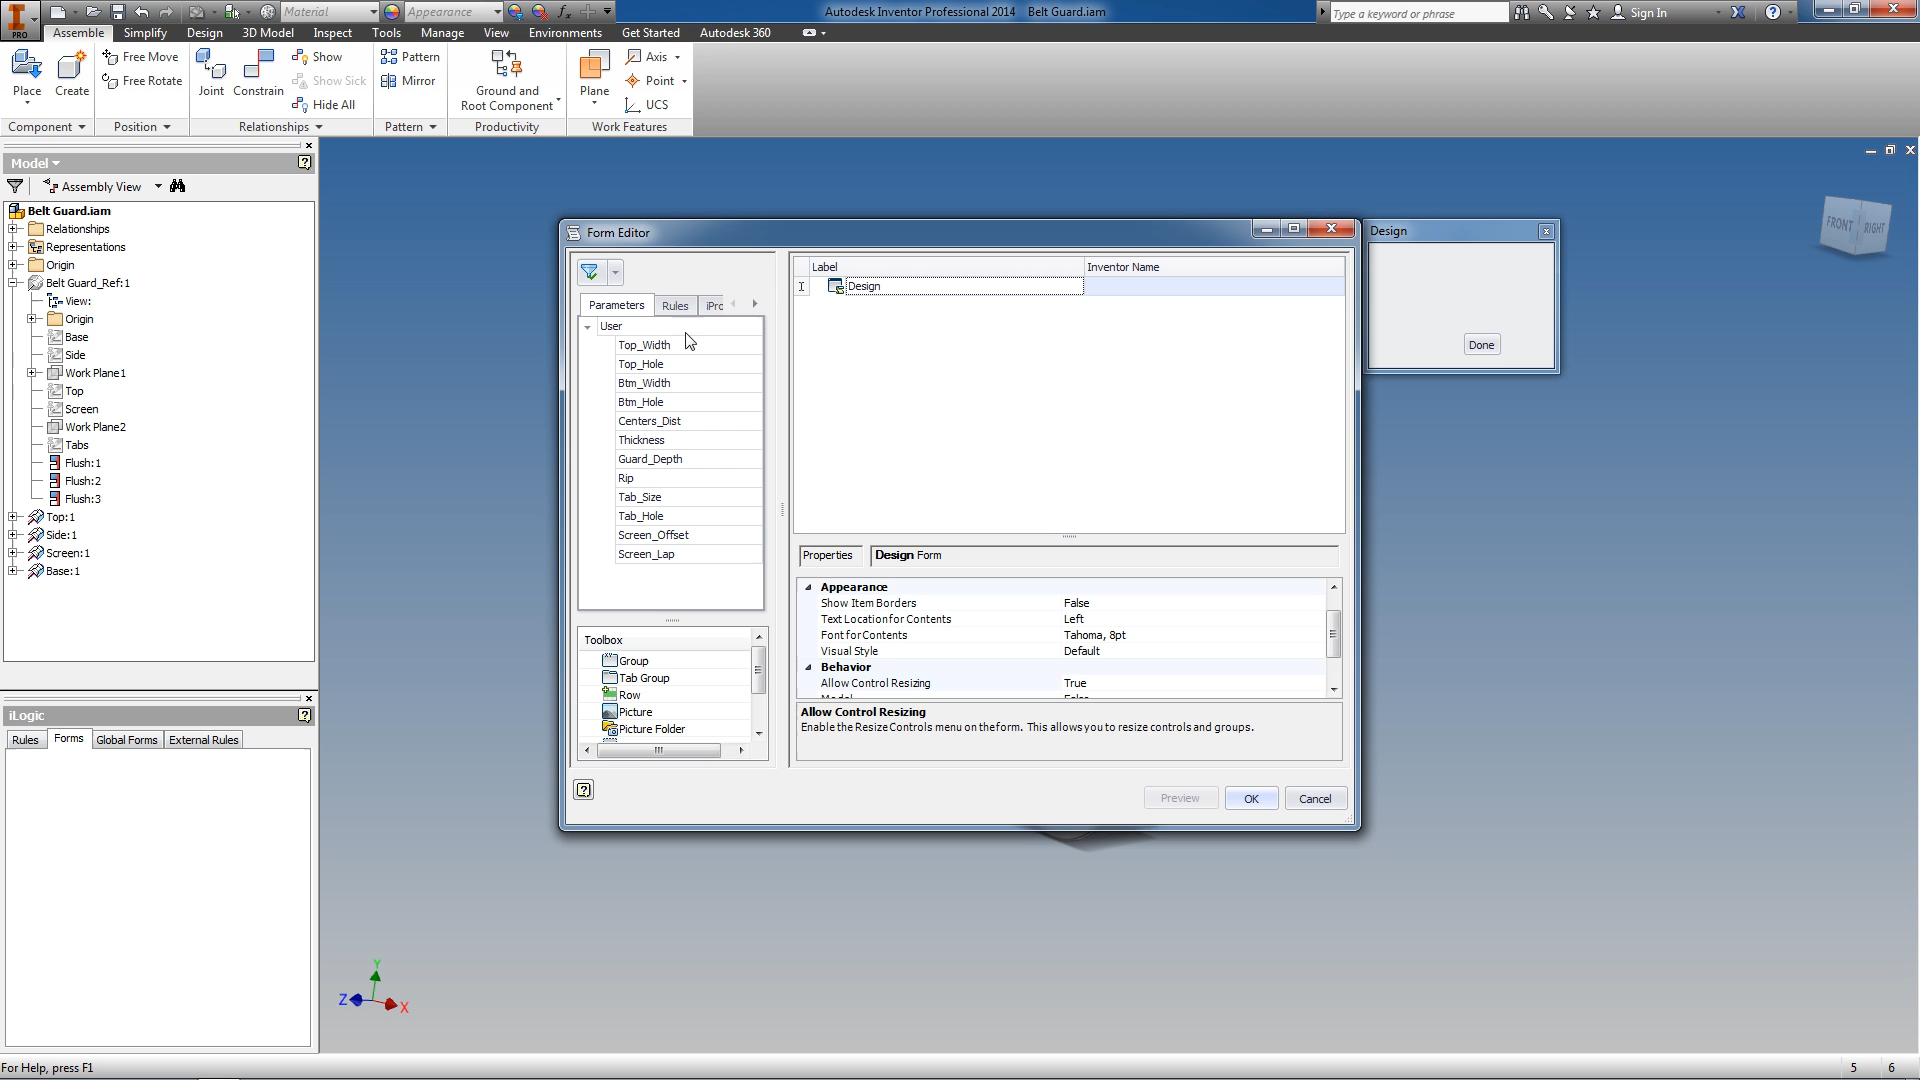 Material
Appearance
Autodesk Inventor Professional 2014 Belt Guard.iam
Type a keyword or phrase
Sign In
PRO
Assemble Simplify Design 3D Model Inspect Tools Manage View Environments Get Started Autodesk 360
Place Create
Free Move
Free Rotate
Joint Constrain
Show
Show Sick
Hide All
Pattern
Mirror
Ground and
Root Component
Plane
Axis
Point
UCS
Component Position Relationships Pattern Productivity Work Features
Model
Assembly View
Belt Guard.iam
Relationships
Representations
Origin
Belt Guard_Ref:1
View:
Origin
Base
Side
Work Plane1
Top
Screen
Work Plane2
Tabs
Flush:1
Flush:2
Flush:3
Top:1
Side:1
Screen:1
Base:1
iLogic
Rules Forms Global Forms External Rules
Form Editor
Parameters Rules iPro
User
Top_Width
Top_Hole
Btm_Width
Btm_Hole
Centers_Dist
Thickness
Guard_Depth
Rip
Tab_Size
Tab_Hole
Screen_Offset
Screen_Lap
Toolbox
Group
Tab Group
Row
Picture
Picture Folder
Label Inventor Name
Design
Properties Design Form
Appearance
Show Item Borders False
Text Location for Contents Left
Font for Contents Tahoma, 8pt
Visual Style Default
Behavior
Allow Control Resizing True
Allow Control Resizing
Enable the Resize Controls menu on the form. This allows you to resize controls and groups.
Preview OK Cancel
Design
Done
FRONT RIGHT
Y
Z
X
For Help, press F1
5 6